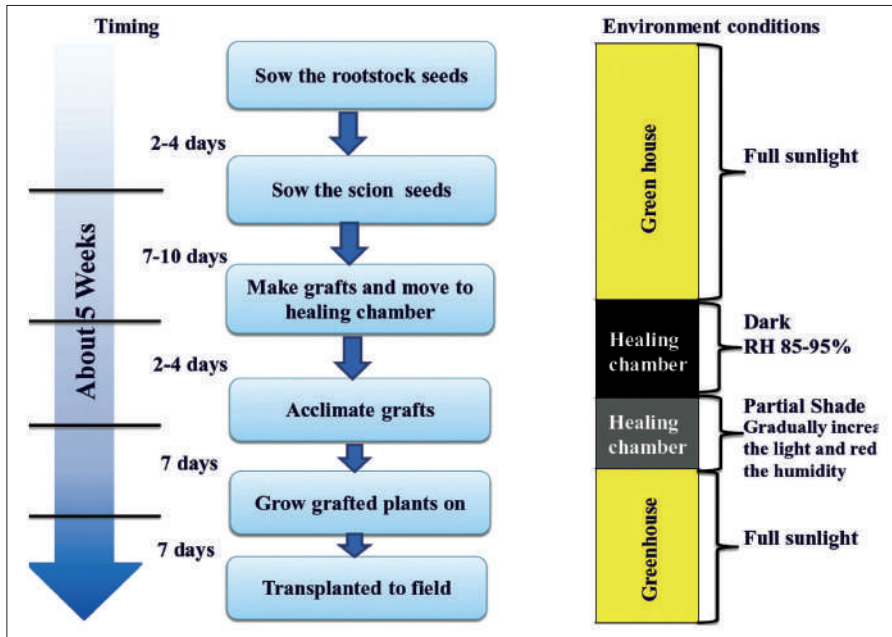 Timing
Environment conditions
Sow the rootstock seeds
2-4 days
Sow the scion seeds
7-10 days
Make grafts and move to
healing chamber
2-4 days
Acclimate grafts
7 days
Grow grafted plants on
7 days
Transplanted to field
About 5 Weeks
Green house
Full sunlight
Healing
chamber
Dark
RH 85-95%
Healing
chamber
Partial Shade
Gradually increa
the light and red
the humidity
Greenhouse
Full sunlight